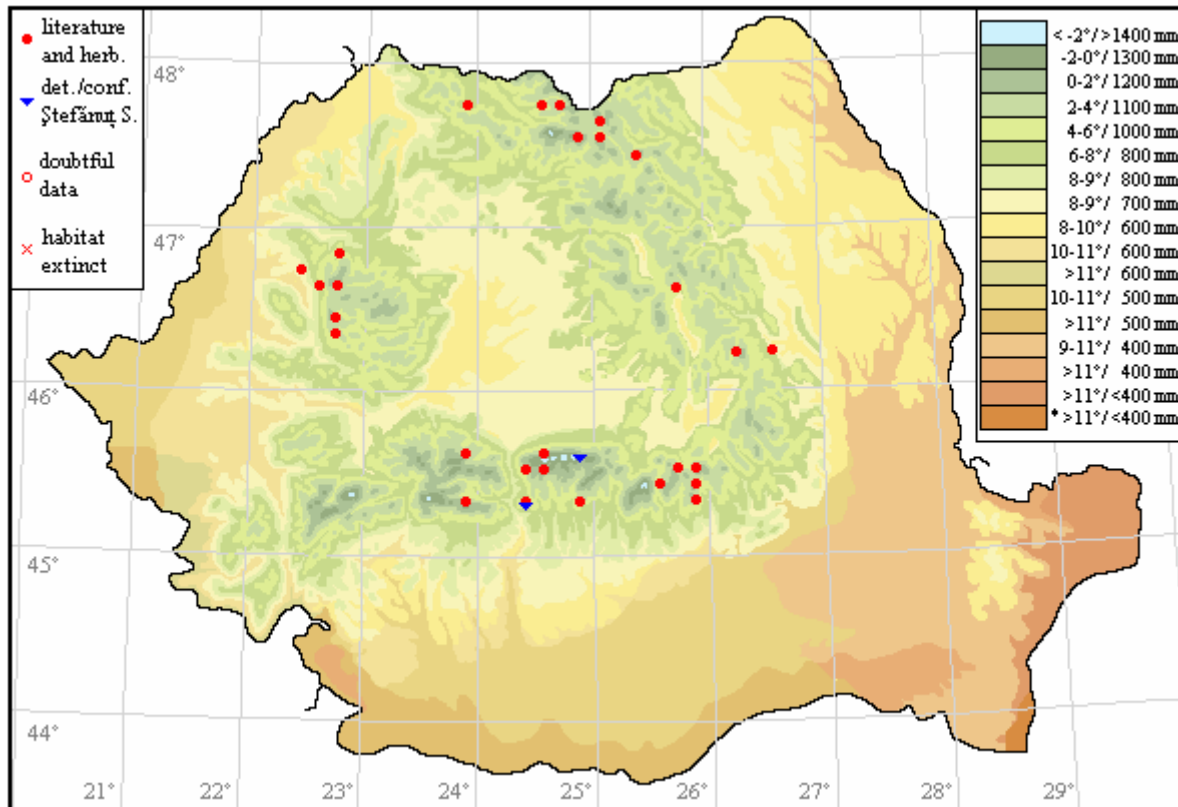 literature
and herb.
det./conf.
Ştefănuţ S.
doubtful
data
habitat
extinct
< -2°/>1400 mm
-2-0°/ 1300 mm
0-2°/ 1200 mm
2-4°/ 1100 mm
4-6°/ 1000 mm
6-8°/ 800 mm
8-9°/ 800 mm
8-9°/ 700 mm
8-10°/ 600 mm
10-11°/ 600 mm
>11°/ 600 mm
10-11°/ 500 mm
>11°/ 500 mm
9-11°/ 400 mm
>11°/ 400 mm
>11°/<400 mm
* >11°/<400 mm
48°
47°
46°
45°
44°
21°
22°
23°
24°
25°
26°
27°
28°
29°